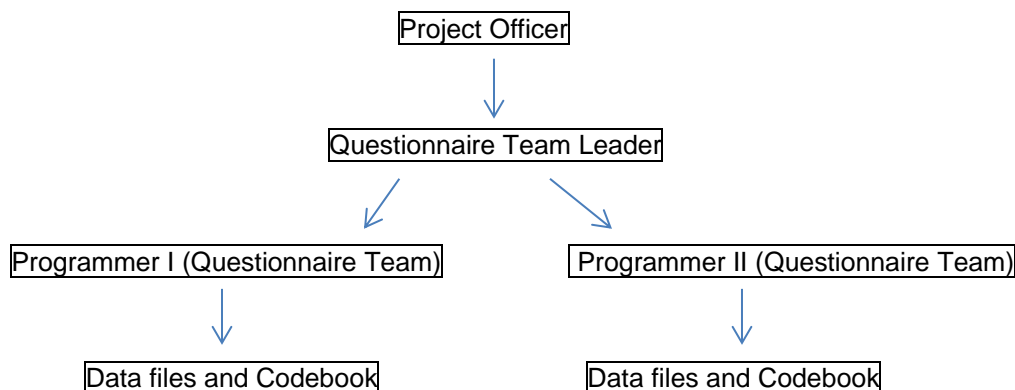 Project Officer
Questionnaire Team Leader
Programmer I (Questionnaire Team)
Programmer II (Questionnaire Team)
Data files and Codebook
Data files and Codebook